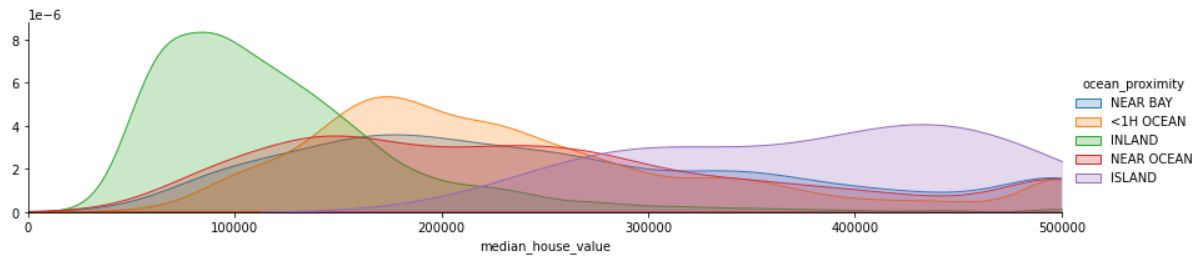 1e−6
8
6
4
2
0
0 100000 200000 300000 400000 500000
median_house_value
ocean_proximity
NEAR BAY
<1H OCEAN
INLAND
NEAR OCEAN
ISLAND